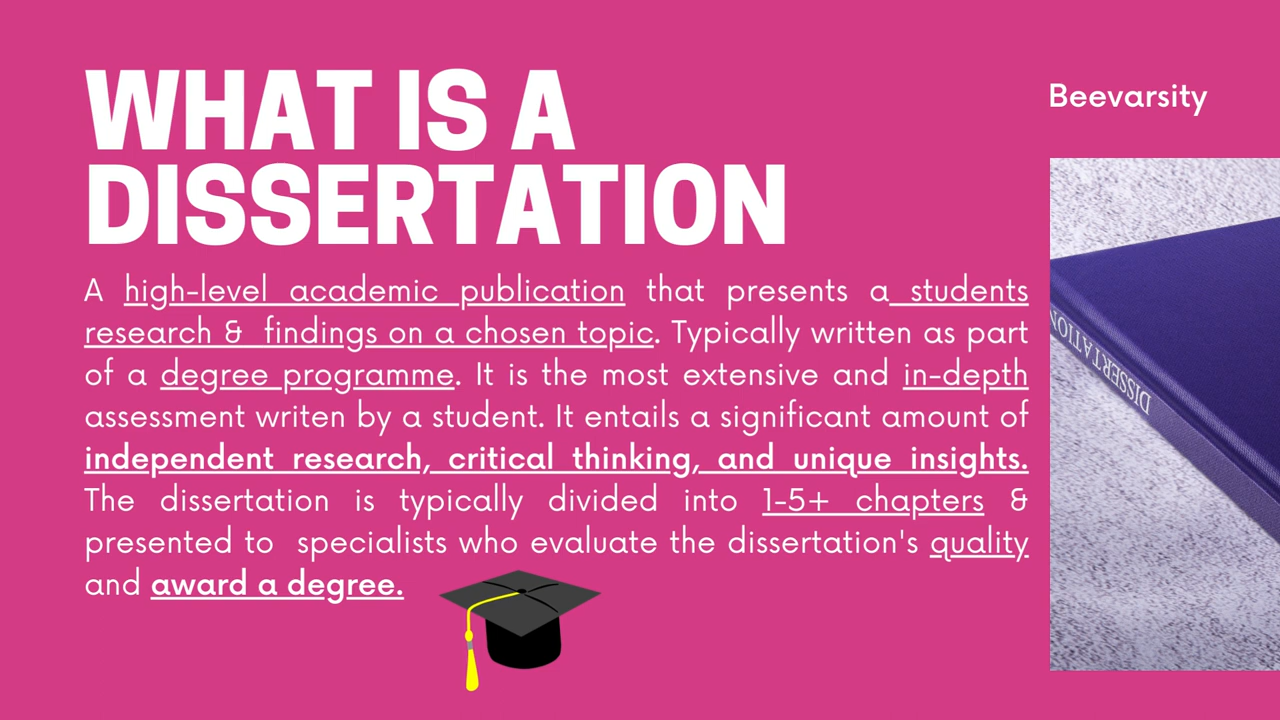 WHAT IS A
DISSERTATION
Beevarsity
A high-level academic publication that presents a students
research & findings on a chosen topic. Typically written as part
of a degree programme. It is the most extensive and in-depth
assessment writen by a student. It entails a significant amount of
independent research, critical thinking, and unique insights.
The dissertation is typically divided into 1-5+ chapters &
presented to specialists who evaluate the dissertation's quality
and award a degree.
DISSERTATION